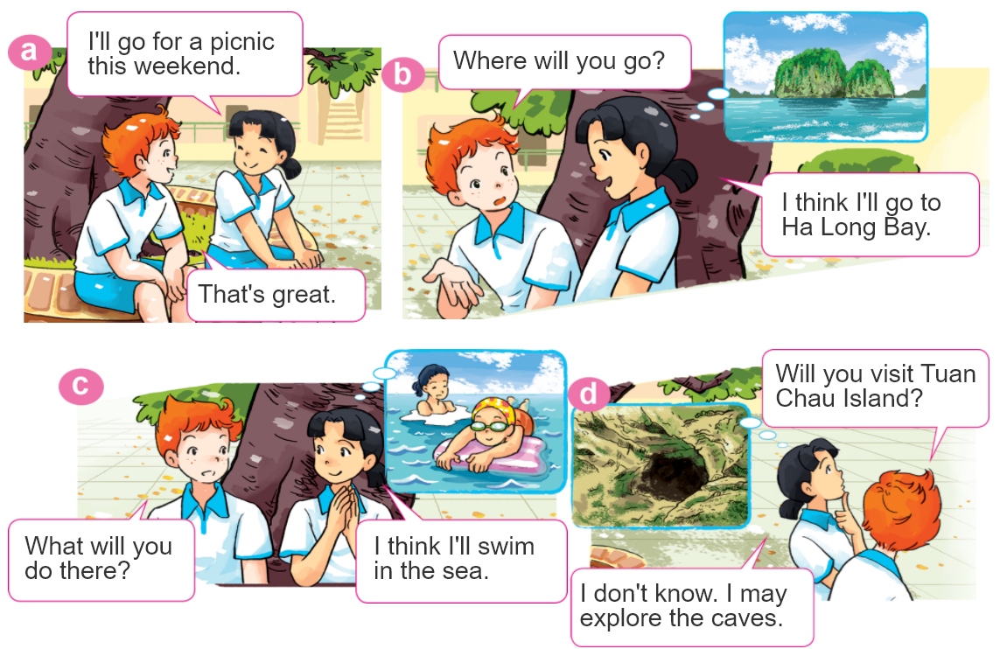 a
I'll go for a picnic
this weekend.
That's great.
b
Where will you go?
I think I'll go to
Ha Long Bay.
c
What will you
do there?
I think I'll swim
in the sea.
d
Will you visit Tuan
Chau Island?
I don't know. I may
explore the caves.